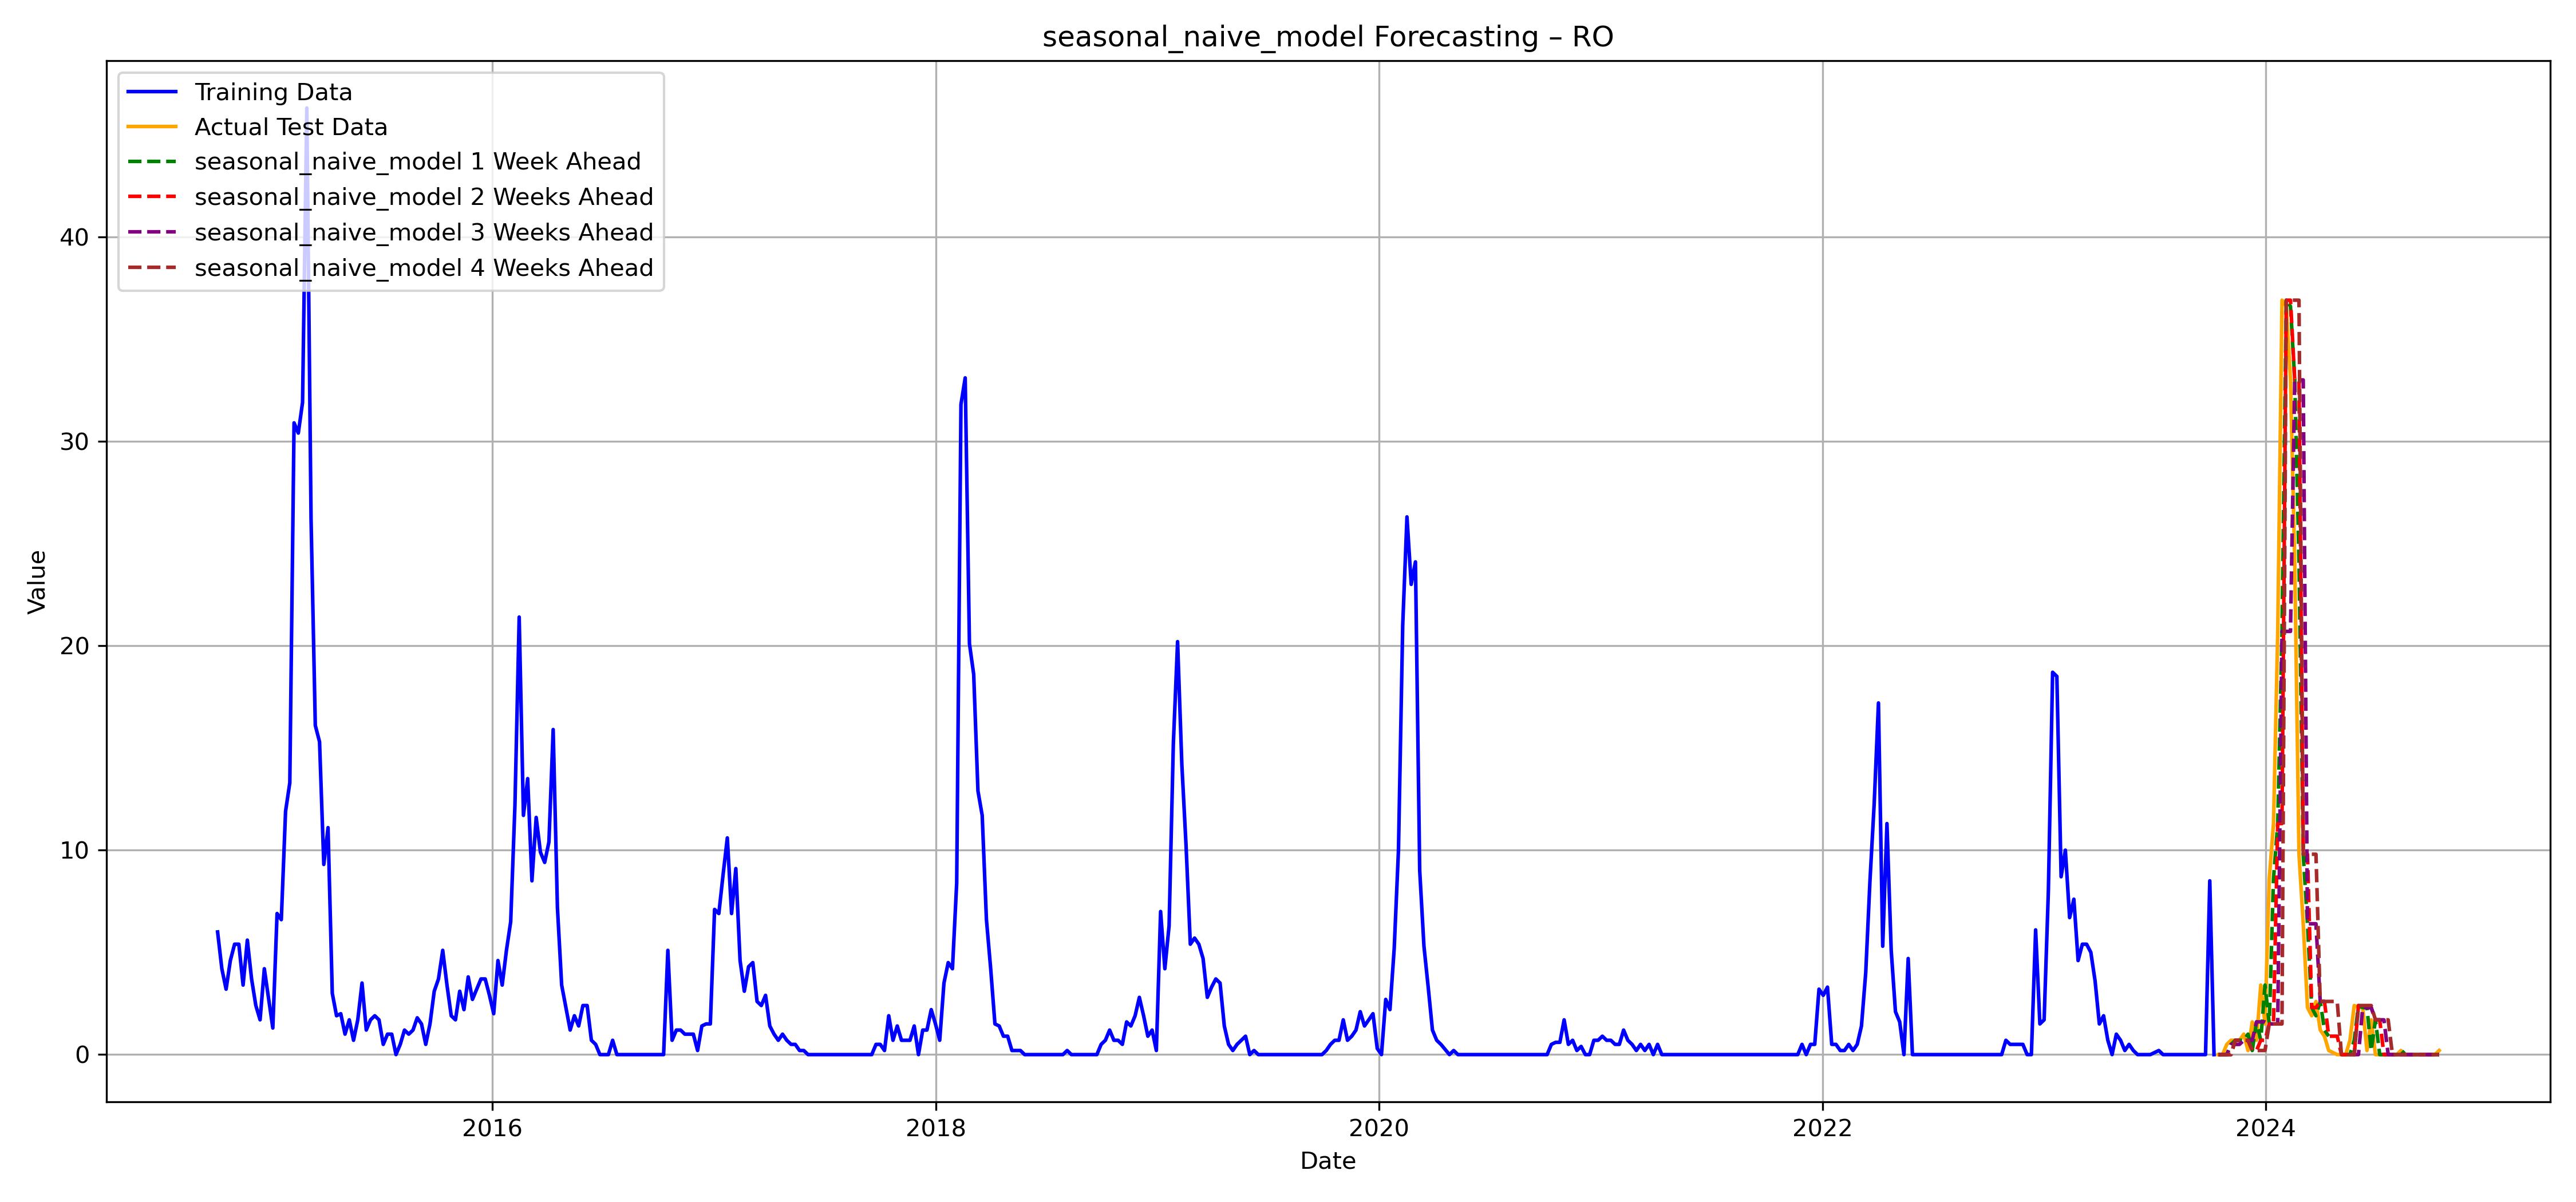 seasonal_naive_model Forecasting – RO
Training Data
Actual Test Data
seasonal_naive_model 1 Week Ahead
seasonal_naive_model 2 Weeks Ahead
seasonal_naive_model 3 Weeks Ahead
seasonal_naive_model 4 Weeks Ahead
Value
40
30
20
10
0
2016
2018
2020
2022
2024
Date